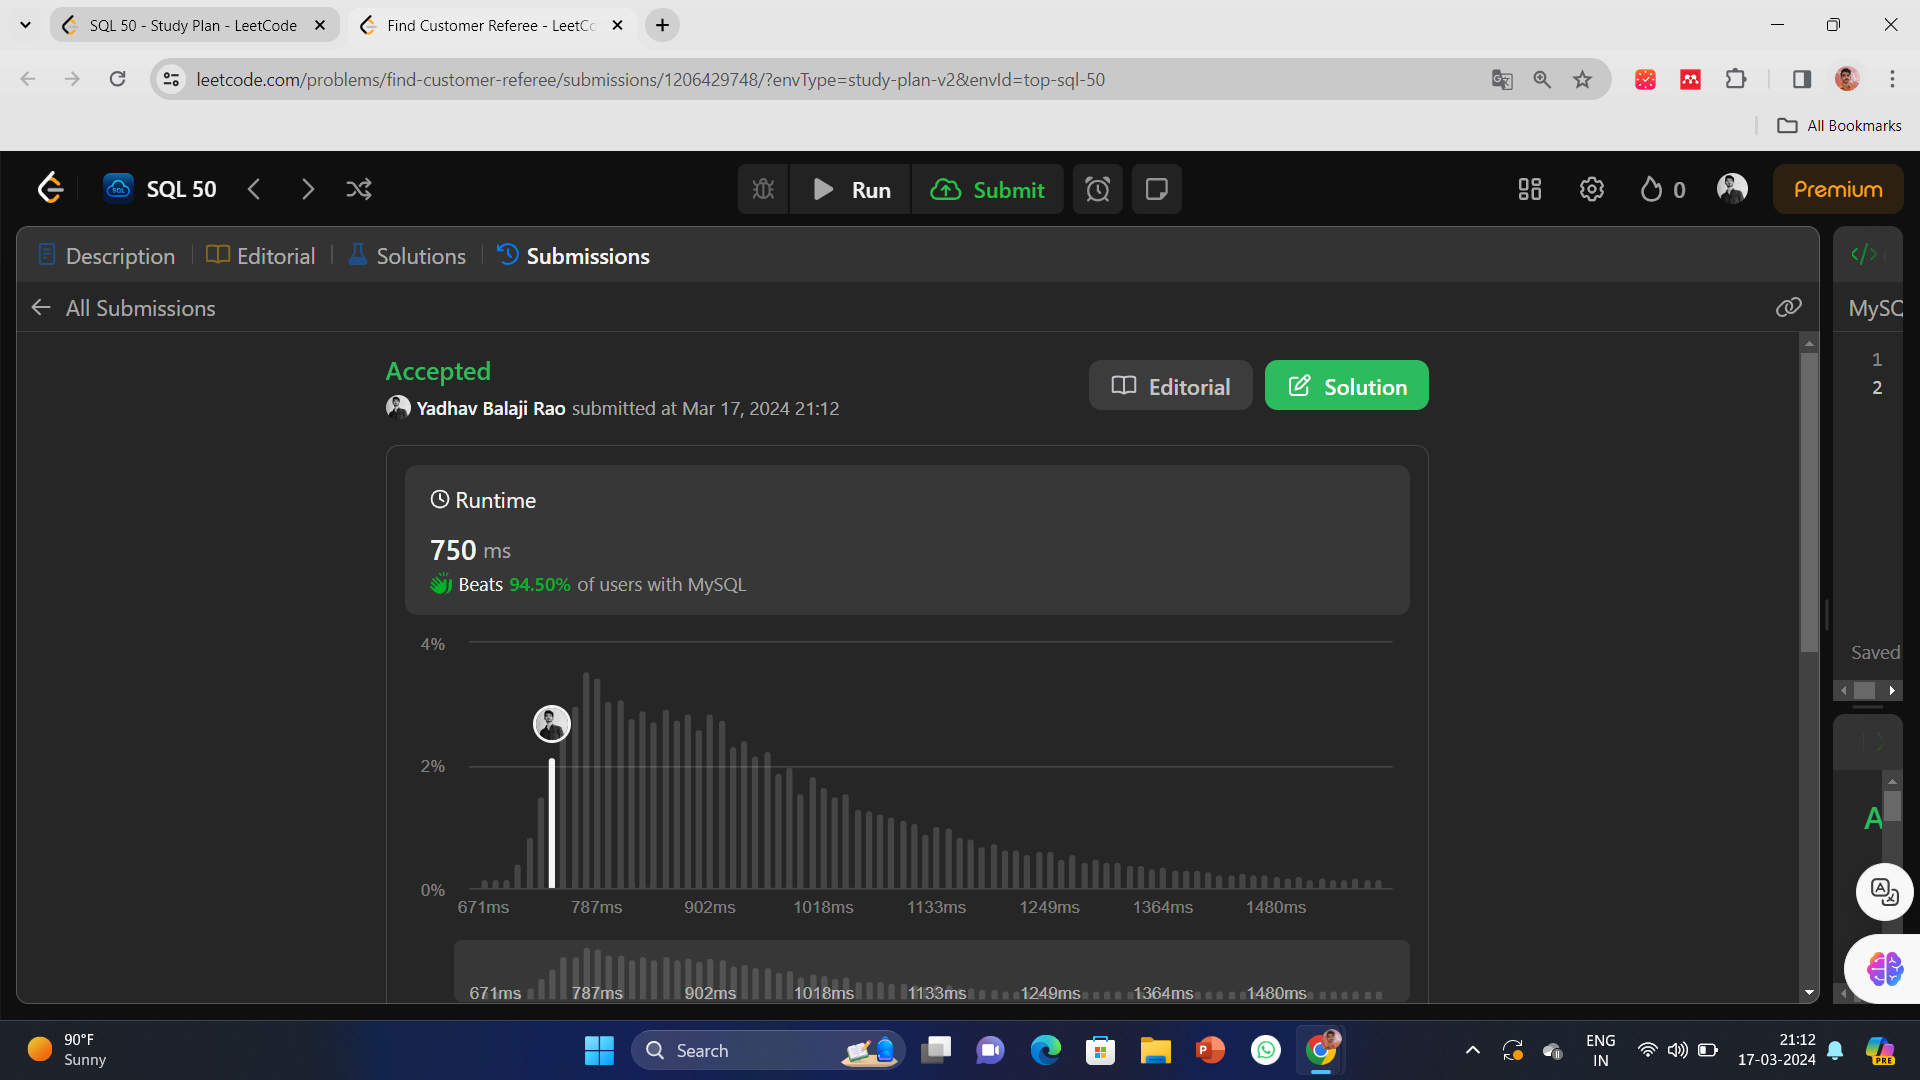 SQL 50 - Study Plan - LeetCode
Find Customer Referee - LeetCo
leetcode.com/problems/find-customer-referee/submissions/1206429748/?envType=study-plan-v2&envId=top-sql-50
All Bookmarks
SQL 50
Run
Submit
0
Premium
Description
Editorial
Solutions
Submissions
</>
All Submissions
MySQ
Accepted
Yadhav Balaji Rao submitted at Mar 17, 2024 21:12
Editorial
Solution
1
2
Runtime
750 ms
Beats 94.50% of users with MySQL
4%
2%
0%
671ms 787ms 902ms 1018ms 1133ms 1249ms 1364ms 1480ms
671ms 787ms 902ms 1018ms 1133ms 1249ms 1364ms 1480ms
Saved
A
90°F
Sunny
Search
ENG
IN
21:12
17-03-2024
PRE